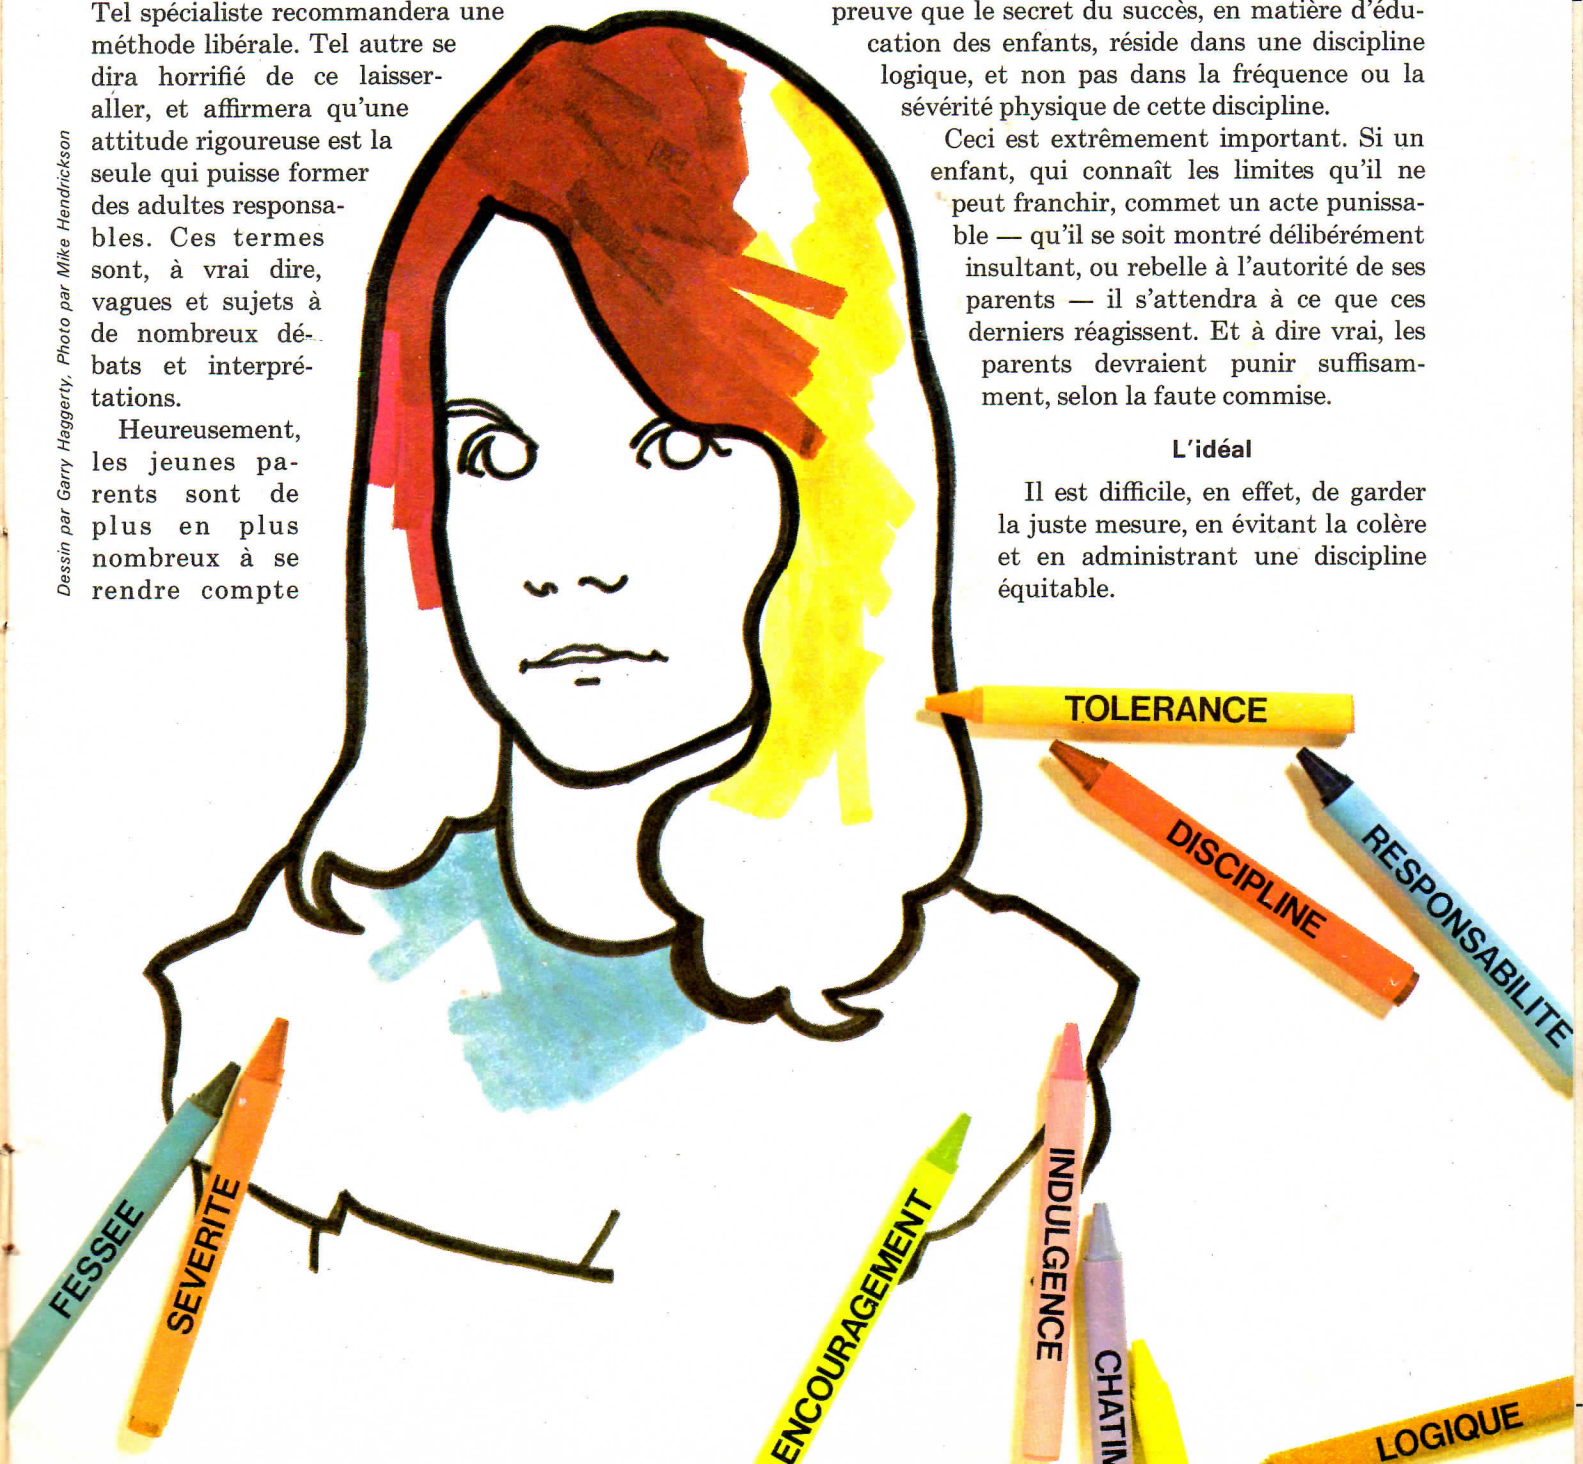 Tel spécialiste recommandera une
méthode libérale. Tel autre se
dira horrifié de ce laisser-
aller, et affirmera qu'une
attitude rigoureuse est la
seule qui puisse former
des adultes responsa-
bles. Ces termes
sont, à vrai dire,
vagues et sujets à
de nombreux dé-
bats et interpré-
tations.
Heureusement,
les jeunes pa-
rents sont de
plus en plus
nombreux à se
rendre compte
Dessin par Garry Haggerty, Photo par Mike Hendrickson
preuve que le secret du succès, en matière d'édu-
cation des enfants, réside dans une discipline
logique, et non pas dans la fréquence ou la
sévérité physique de cette discipline.
Ceci est extrêmement important. Si un
enfant, qui connaît les limites qu'il ne
peut franchir, commet un acte punissa-
ble — qu'il se soit montré délibérément
insultant, ou rebelle à l'autorité de ses
parents — il s'attendra à ce que ces
derniers réagissent. Et à dire vrai, les
parents devraient punir suffisam-
ment, selon la faute commise.
L'idéal
Il est difficile, en effet, de garder
la juste mesure, en évitant la colère
et en administrant une discipline
équitable.
TOLERANCE
DISCIPLINE
RESPONSABILITE
FESSEE
SEVERITE
ENCOURAGEMENT
INDULGENCE
CHATIM
LOGIQUE